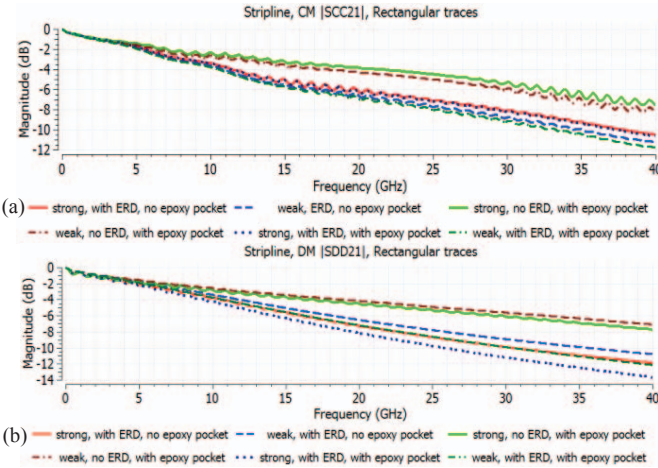 Stripline, CM |SCC21|, Rectangular traces
0
-2
-4
-6
-8
-10
-12
Magnitude (dB)
0 5 10 15 20 25 30 35 40
Frequency (GHz)
(a)
strong, with ERD, no epoxy pocket weak, ERD, no epoxy pocket strong, no ERD, with epoxy pocket
weak, no ERD, with epoxy pocket strong, with ERD, with epoxy pocket weak, with ERD, with epoxy pocket
Stripline, DM |SDD21|, Rectangular traces
0
-2
-4
-6
-8
-10
-12
-14
Magnitude (dB)
0 5 10 15 20 25 30 35 40
Frequency (GHz)
(b)
strong, with ERD, no epoxy pocket weak, with ERD, no epoxy pocket strong, no ERD, with epoxy pocket
weak, no ERD, with epoxy pocket strong, with ERD, with epoxy pocket weak, with ERD, with epoxy pocket